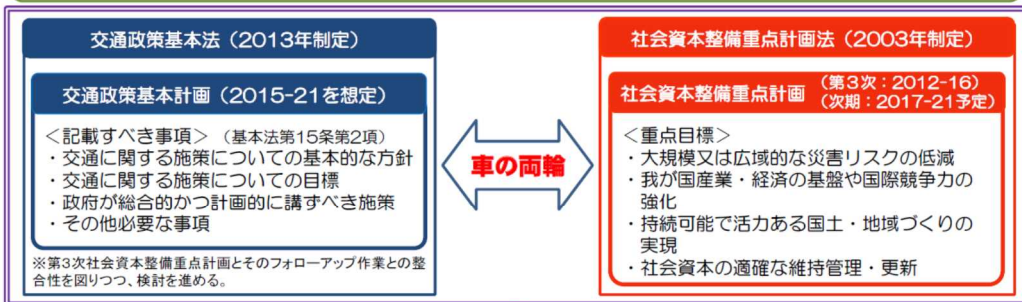 交通政策基本法（2013年制定）
交通政策基本計画（2015-21を想定）
＜記載すべき事項＞（基本法第15条第2項）
・交通に関する施策についての基本的な方針
・交通に関する施策についての目標
・政府が総合的かつ計画的に講ずべき施策
・その他必要な事項
※第3次社会資本整備重点計画とそのフォローアップ作業との整
合性を図りつつ、検討を進める。
車の両輪
社会資本整備重点計画法（2003年制定）
社会資本整備重点計画
（第3次：2012-16）
（次期：2017-21予定）
＜重点目標＞
・大規模又は広域的な災害リスクの低減
・我が国産業・経済の基盤や国際競争力の
強化
・持続可能で活力ある国土・地域づくりの
実現
・社会資本の適確な維持管理・更新